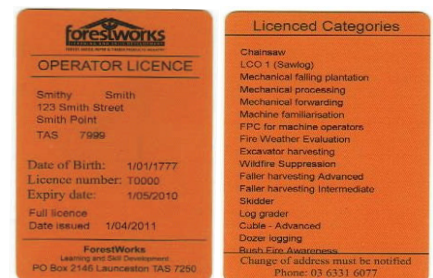 forestworks
OPERATOR LICENCE
Smithy Smith
123 Smith Street
Smith Point
TAS 7999
Date of Birth: 1/01/1777
Licence number: T0000
Expiry date: 1/05/2010
Full licence
Date issued 1/04/2011
ForestWorks
Learning and Skill Development
PO Box 2146 Launceston TAS 7250
Licenced Categories
Chainsaw
LCO 1 (Sawlog)
Mechanical falling plantation
Mechanical processing
Mechanical forwarding
Machine familiarisation
FPC for machine operators
Fire Weather Evaluation
Excavator harvesting
Wildfire Suppression
Faller harvesting Advanced
Faller harvesting Intermediate
Skidder
Log grader
Cable - Advanced
Dozer logging
Bush Fire Awareness
Change of address must be notified
Phone: 03 6331 6077